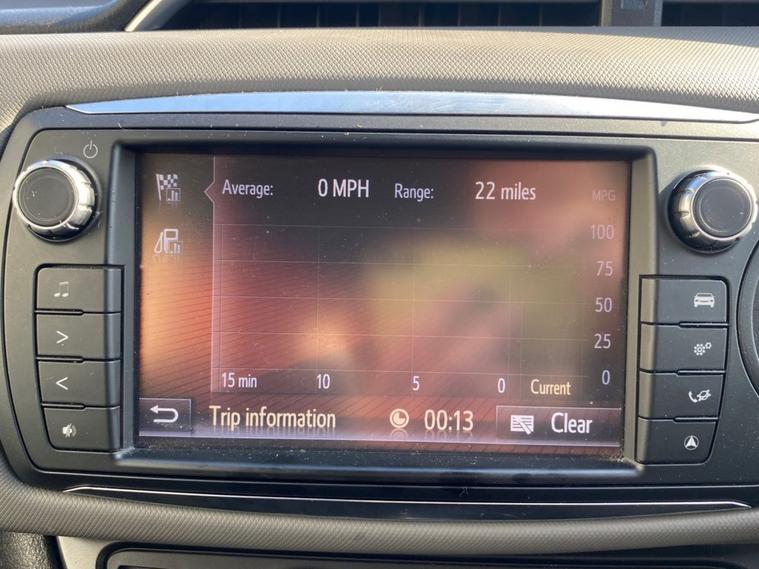 Average: 0 MPH Range: 22 miles MPG
100
75
50
25
15 min 10 5 0 Current 0
Trip information 00:13 Clear